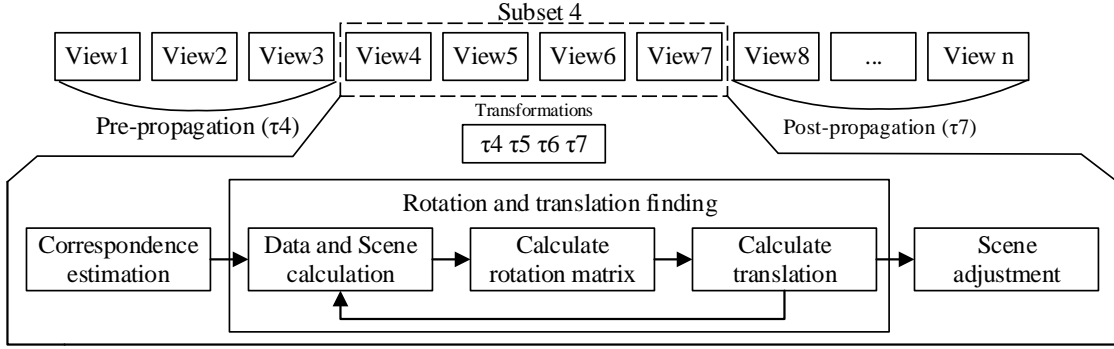 Subset 4
View1 View2 View3 View4 View5 View6 View7 View8 ... View n
Transformations
Pre-propagation (τ4)
τ4 τ5 τ6 τ7
Post-propagation (τ7)
Rotation and translation finding
Correspondence
estimation
Data and Scene
calculation
Calculate
rotation matrix
Calculate
translation
Scene
adjustment